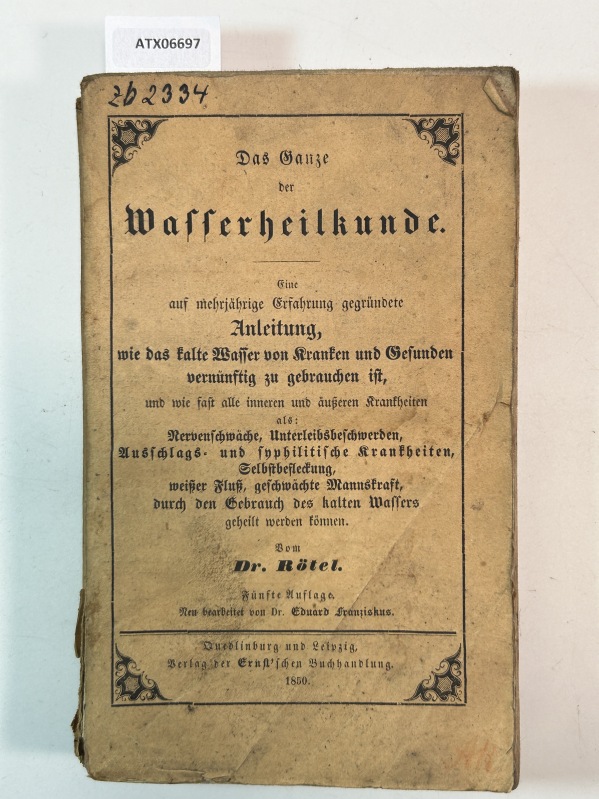 ATX06697
zb 2334
Das Ganze
der
Wasserheilkunde.
Eine
auf mehrjährige Erfahrung gegründete
Anleitung,
wie das kalte Wasser von Kranken und Gesunden
vernünftig zu gebrauchen ist,
und wie fast alle inneren und äußeren Krankheiten
als:
Nervenschwäche, Unterleibsbeschwerden,
Ausschlags- und syphilitische Krankheiten,
Selbstbefleckung,
weißer Fluß, geschwächte Mannskraft,
durch den Gebrauch des kalten Wassers
geheilt werden können.
Vom
Dr. Rötel.
Fünfte Auflage.
Neu bearbeitet von Dr. Eduard Franziskus.
Quedlinburg und Leipzig.
Verlag der Ernst'schen Buchhandlung.
1850.